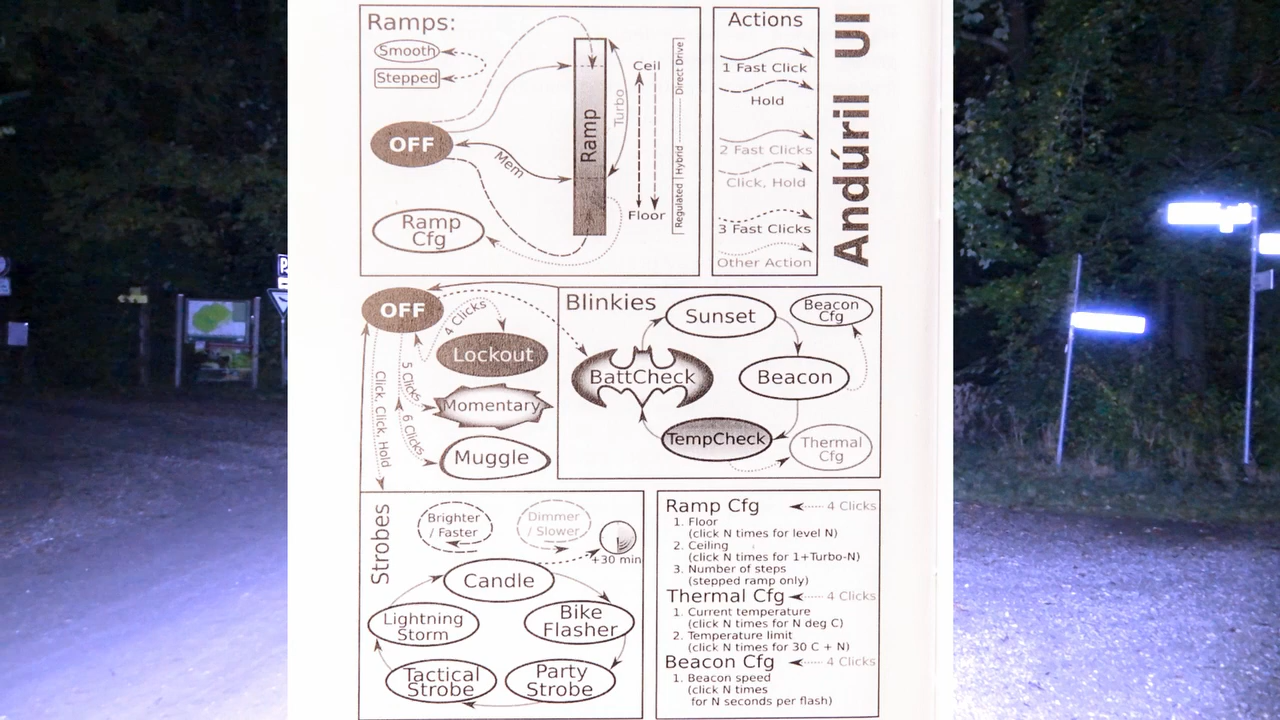 Ramps:
Smooth
Stepped
OFF
Mem
Ramp
Turbo
Ceil
Floor
Regulated | Hybrid ········ Direct Drive
Ramp
Cfg
Actions
1 Fast Click
Hold
2 Fast Clicks
Click, Hold
3 Fast Clicks
Other Action
Andúril UI
OFF
4 Clicks
Lockout
5 Clicks
Momentary
6 Clicks
Muggle
Click, Click, Hold
Blinkies
Sunset
Beacon
Cfg
BattCheck
Beacon
TempCheck
Thermal
Cfg
Strobes
Brighter
/ Faster
Dimmer
/ Slower
+30 min
Candle
Lightning
Storm
Bike
Flasher
Tactical
Strobe
Party
Strobe
Ramp Cfg 4 Clicks
1. Floor
(click N times for level N)
2. Ceiling
(click N times for 1+Turbo-N)
3. Number of steps
(stepped ramp only)
Thermal Cfg 4 Clicks
1. Current temperature
(click N times for N deg C)
2. Temperature limit
(click N times for 30 C + N)
Beacon Cfg 4 Clicks
1. Beacon speed
(click N times
for N seconds per flash)
P